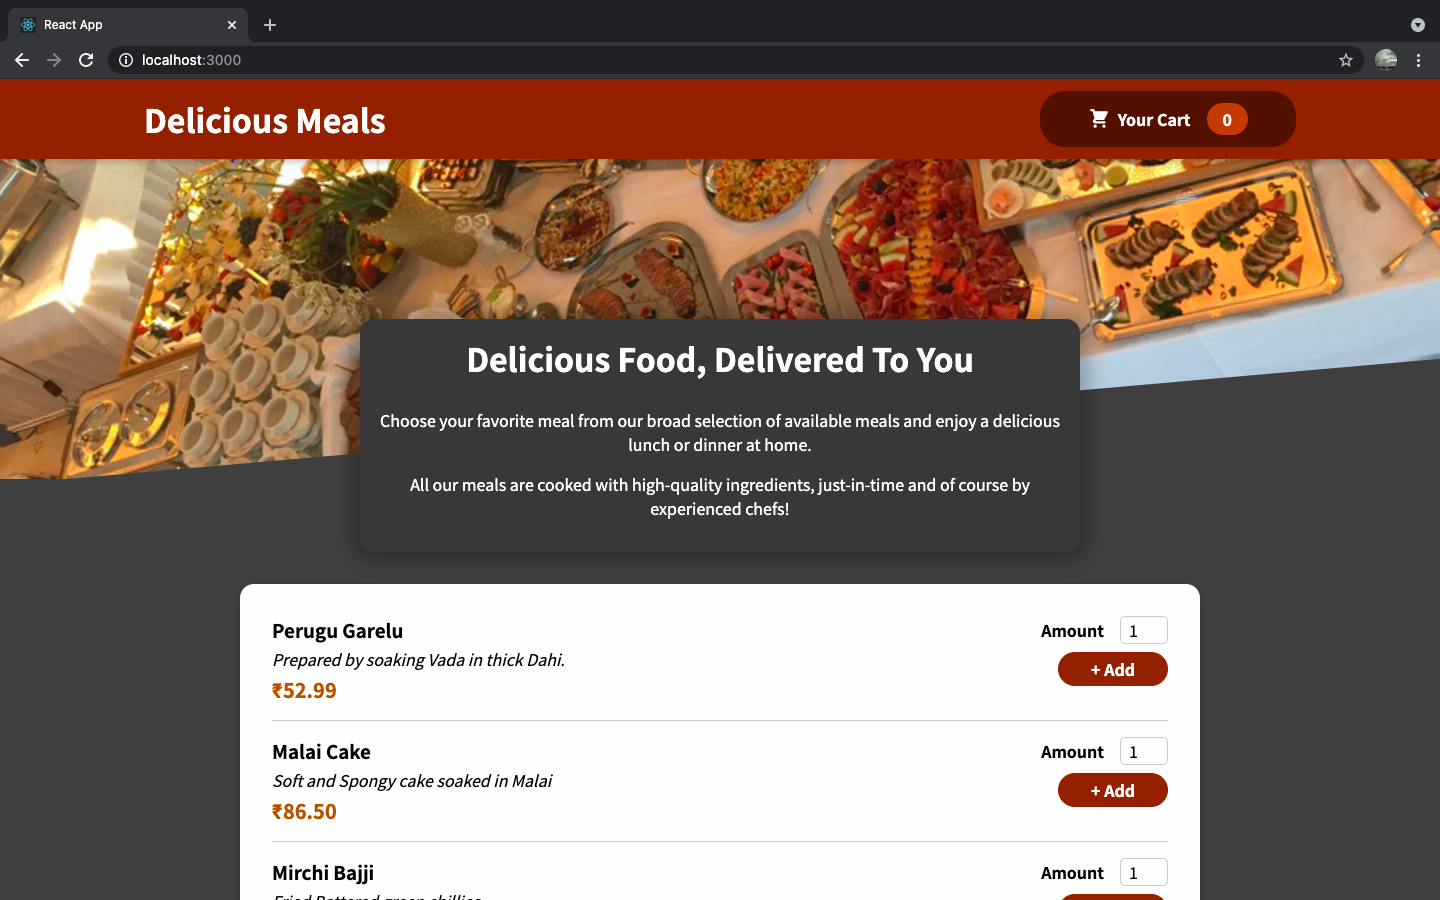 React App
localhost:3000
Delicious Meals
Your Cart 0
Delicious Food, Delivered To You
Choose your favorite meal from our broad selection of available meals and enjoy a delicious
lunch or dinner at home.
All our meals are cooked with high-quality ingredients, just-in-time and of course by
experienced chefs!
Perugu Garelu
Amount 1
Prepared by soaking Vada in thick Dahi.
+ Add
₹52.99
Malai Cake
Amount 1
Soft and Spongy cake soaked in Malai
+ Add
₹86.50
Mirchi Bajji
Amount 1
Fried Battered green chillies